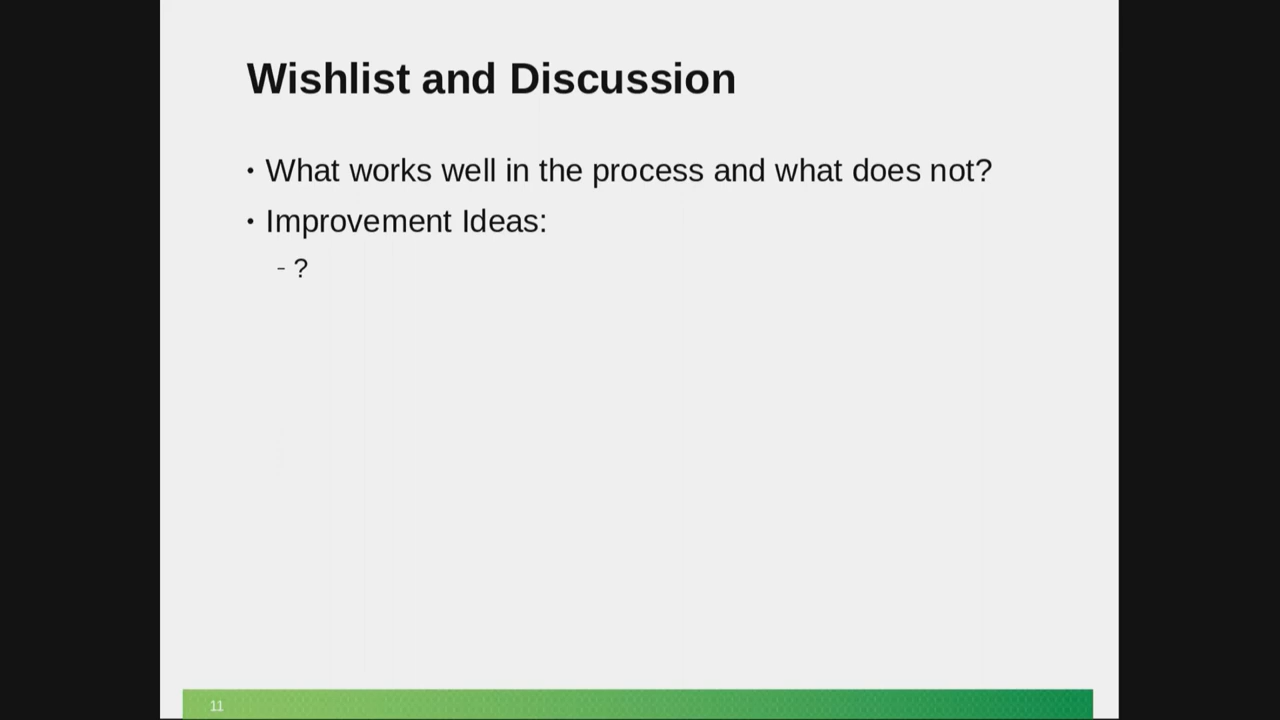 Wishlist and Discussion
• What works well in the process and what does not?
• Improvement Ideas:
- ?
11